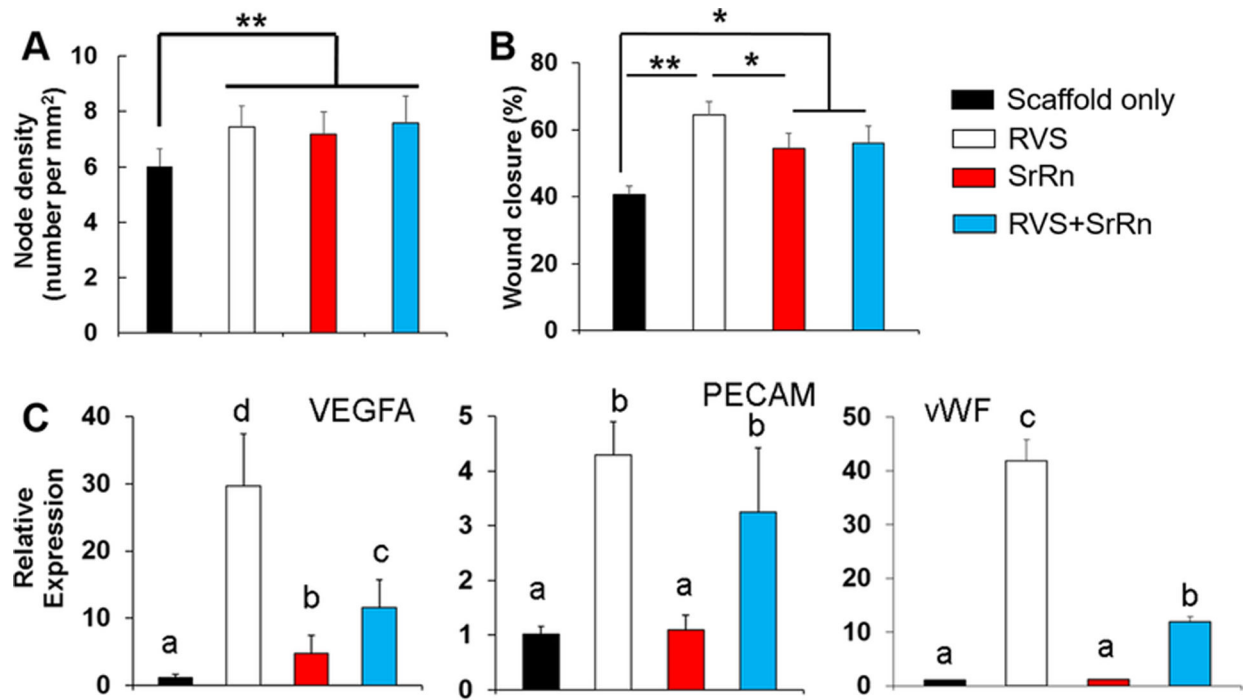 A
**
10
8
6
4
2
0
Node density
(number per mm²)
B
*
**
*
80
60
40
20
0
Wound closure (%)
Scaffold only
RVS
SrRn
RVS+SrRn
C
VEGFA
40
30
20
10
0
Relative
Expression
a
d
b
c
PECAM
5
4
3
2
1
0
a
b
a
b
vWF
50
40
30
20
10
0
a
c
a
b